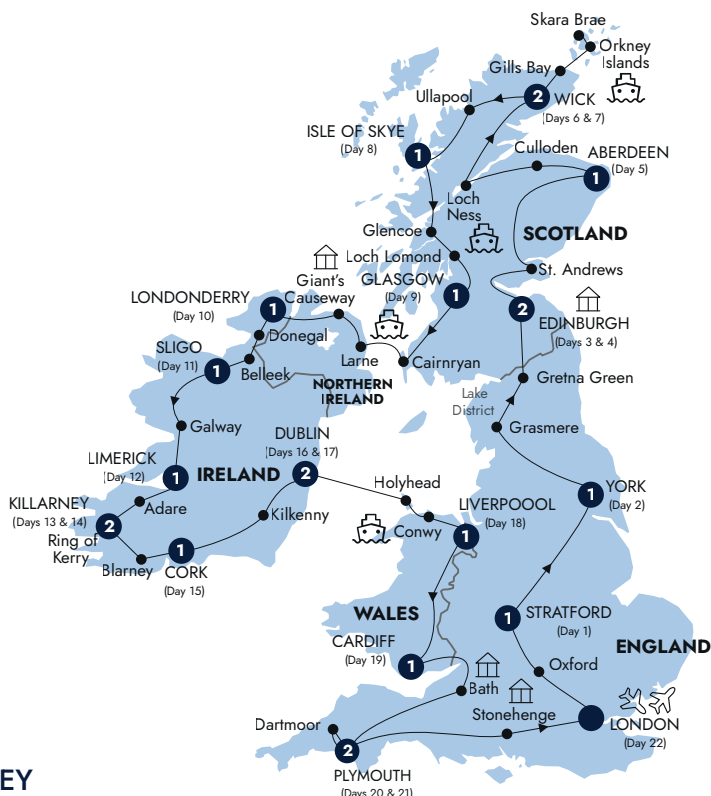 Skara Brae
Orkney
Islands
Gills Bay
2
WICK
(Days 6 & 7)
Ullapool
ISLE OF SKYE
(Day 8)
1
Culloden
ABERDEEN
(Day 5)
1
Loch
Ness
SCOTLAND
Glencoe
Loch Lomond
GLASGOW
(Day 9)
1
St. Andrews
2
EDINBURGH
(Days 3 & 4)
Giant's
Causeway
LONDONDERRY
(Day 10)
1
Donegal
SLIGO
(Day 11)
1
Belleek
Larne
Cairnryan
NORTHERN
IRELAND
Gretna Green
Lake
District
Grasmere
Galway
DUBLIN
(Days 16 & 17)
2
LIMERICK
(Day 12)
1
IRELAND
Holyhead
LIVERPOOOL
(Day 18)
1
Conwy
YORK
(Day 2)
1
KILLARNEY
(Days 13 & 14)
2
Adare
Ring of
Kerry
Kilkenny
Blarney
1
CORK
(Day 15)
WALES
CARDIFF
(Day 19)
1
1
STRATFORD
(Day 1)
ENGLAND
Oxford
Bath
Stonehenge
LONDON
(Day 22)
Dartmoor
2
PLYMOUTH
(Days 20 & 21)
EY